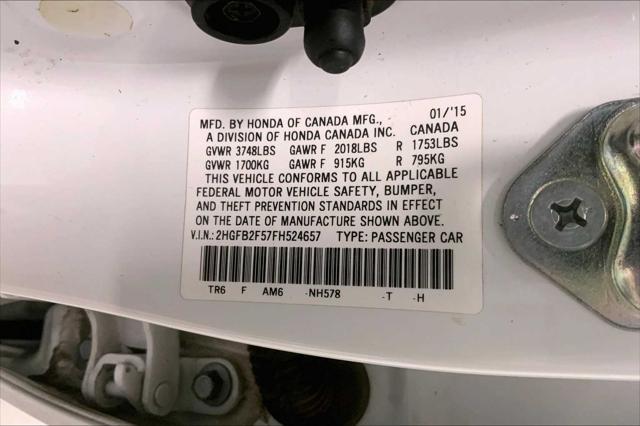 MFD. BY HONDA OF CANADA MFG., 01/'15
A DIVISION OF HONDA CANADA INC. CANADA
GVWR 3748LBS GAWR F 2018LBS R 1753LBS
GVWR 1700KG GAWR F 915KG R 795KG
THIS VEHICLE CONFORMS TO ALL APPLICABLE
FEDERAL MOTOR VEHICLE SAFETY, BUMPER,
AND THEFT PREVENTION STANDARDS IN EFFECT
ON THE DATE OF MANUFACTURE SHOWN ABOVE.
V.I.N.: 2HGFB2F57FH524657 TYPE: PASSENGER CAR
TR6 F AM6 -NH578 -T -H